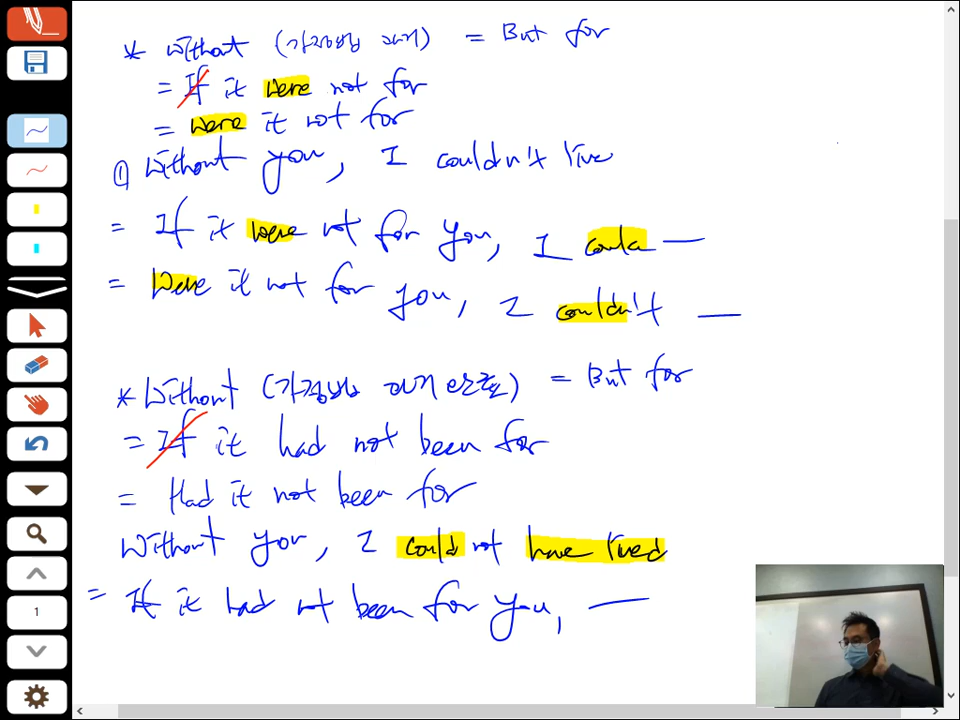 * Without (가정법 과거) = But for
= If it were not for
= were it not for
① Without you, I couldn't live
= If it were not for you, I could —
= Were it not for you, I couldn't —
* Without (가정법 과거완료) = But for
= If it had not been for
= Had it not been for
Without you, I could not have lived
= If it had not been for you, —
1